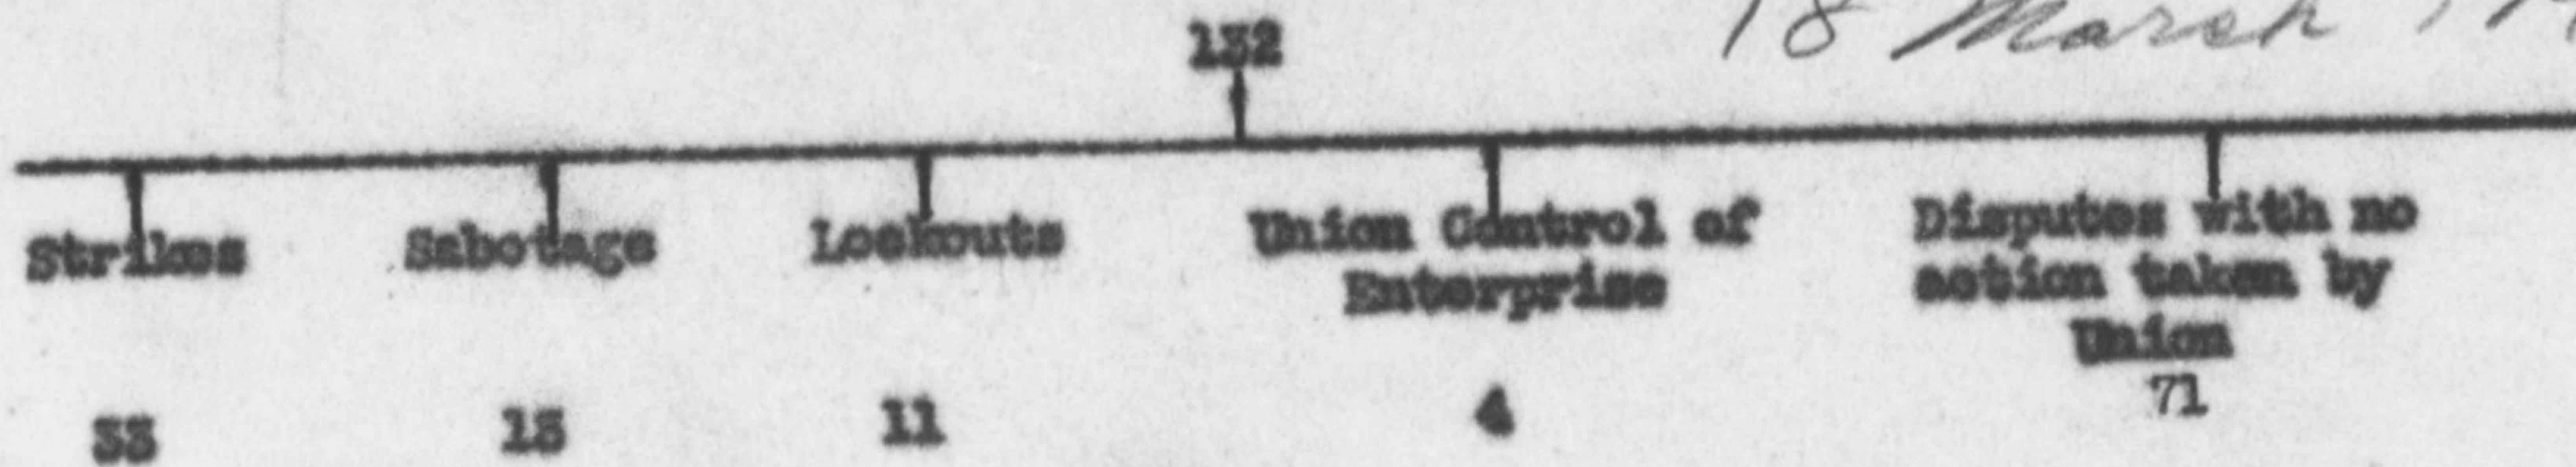 132
18 March
Strikes
Sabotage
Lockouts
Union Control of
Enterprise
Disputes with no
action taken by
Union
33
13
11
4
71